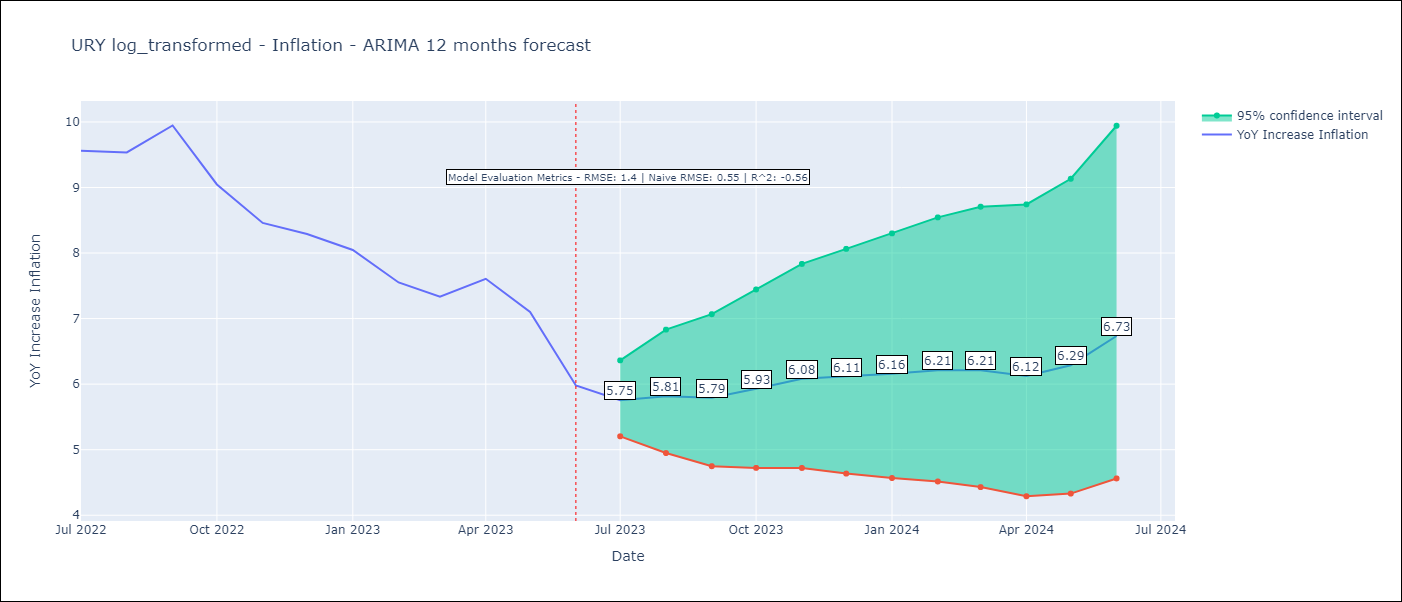 URY log_transformed - Inflation - ARIMA 12 months forecast
95% confidence interval
YoY Increase Inflation
Model Evaluation Metrics - RMSE: 1.4 | Naive RMSE: 0.55 | R^2: -0.56
YoY Increase Inflation
10
9
8
7
6
5
4
5.75
5.81
5.79
5.93
6.08
6.11
6.16
6.21
6.21
6.12
6.29
6.73
Jul 2022
Oct 2022
Jan 2023
Apr 2023
Jul 2023
Oct 2023
Jan 2024
Apr 2024
Jul 2024
Date